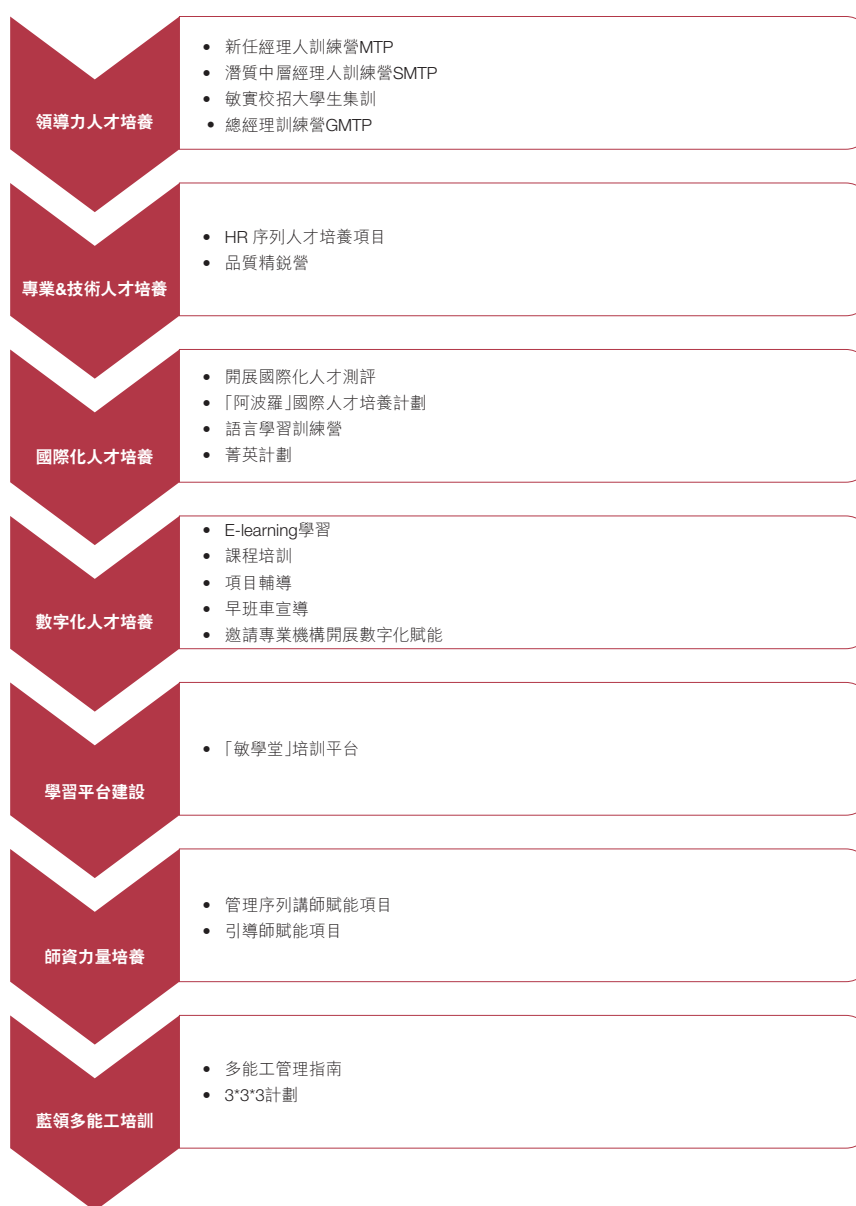 領導力人才培養
• 新任經理人訓練營MTP
• 潛質中層經理人訓練營SMTP
• 敏實校招大學生集訓
• 總經理訓練營GMTP
專業&技術人才培養
• HR 序列人才培養項目
• 品質精銳營
國際化人才培養
• 開展國際化人才測評
• 「阿波羅」國際人才培養計劃
• 語言學習訓練營
• 菁英計劃
數字化人才培養
• E-learning學習
• 課程培訓
• 項目輔導
• 早班車宣導
• 邀請專業機構開展數字化賦能
學習平台建設
• 「敏學堂」培訓平台
師資力量培養
• 管理序列講師賦能項目
• 引導師賦能項目
藍領多能工培訓
• 多能工管理指南
• 3*3*3計劃